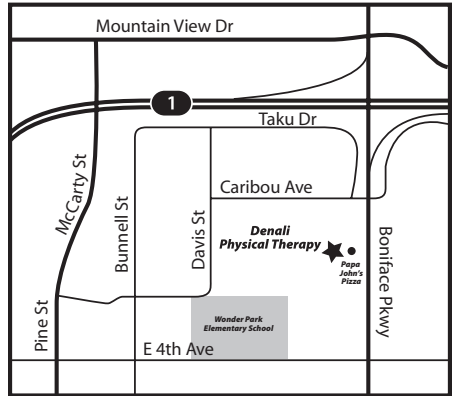 Mountain View Dr
1
Taku Dr
McCarty St
Caribou Ave
Bunnell St
Davis St
Denali
Physical Therapy
Boniface Pkwy
Papa
John's
Pizza
Pine St
Wonder Park
Elementary School
E 4th Ave